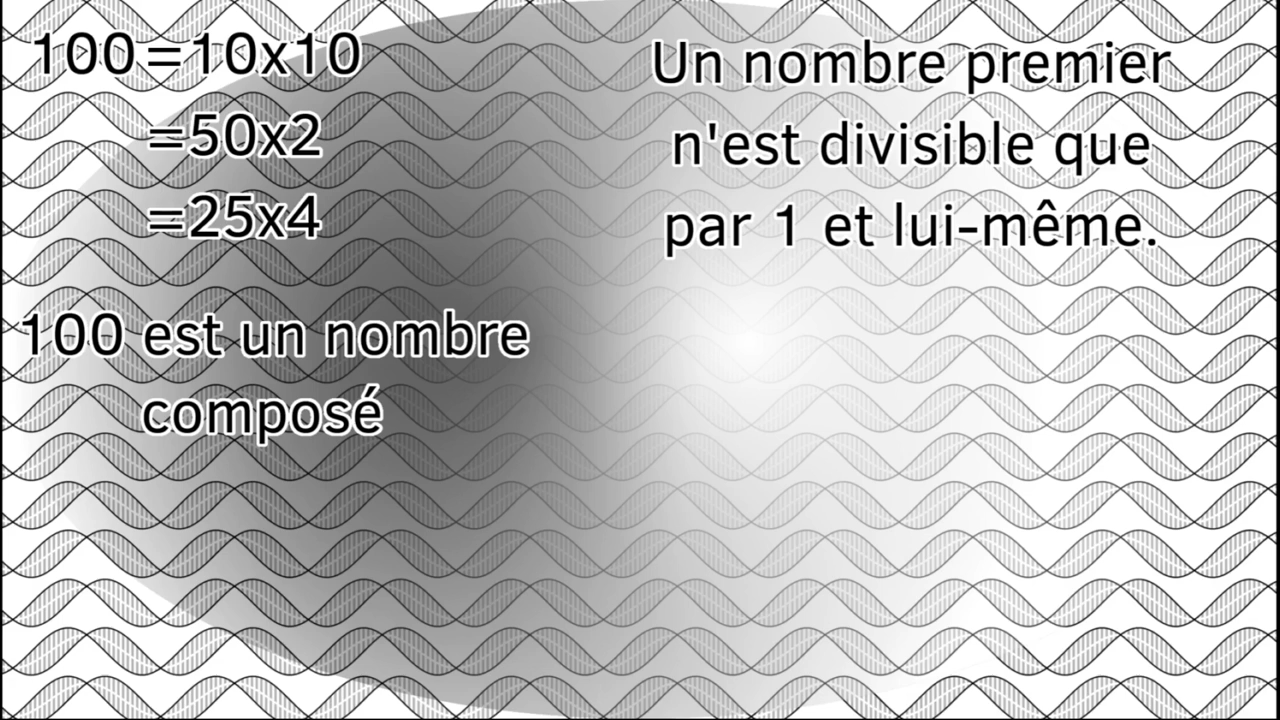 100=10x10
=50x2
=25x4
100 est un nombre
composé
Un nombre premier
n'est divisible que
par 1 et lui-même.